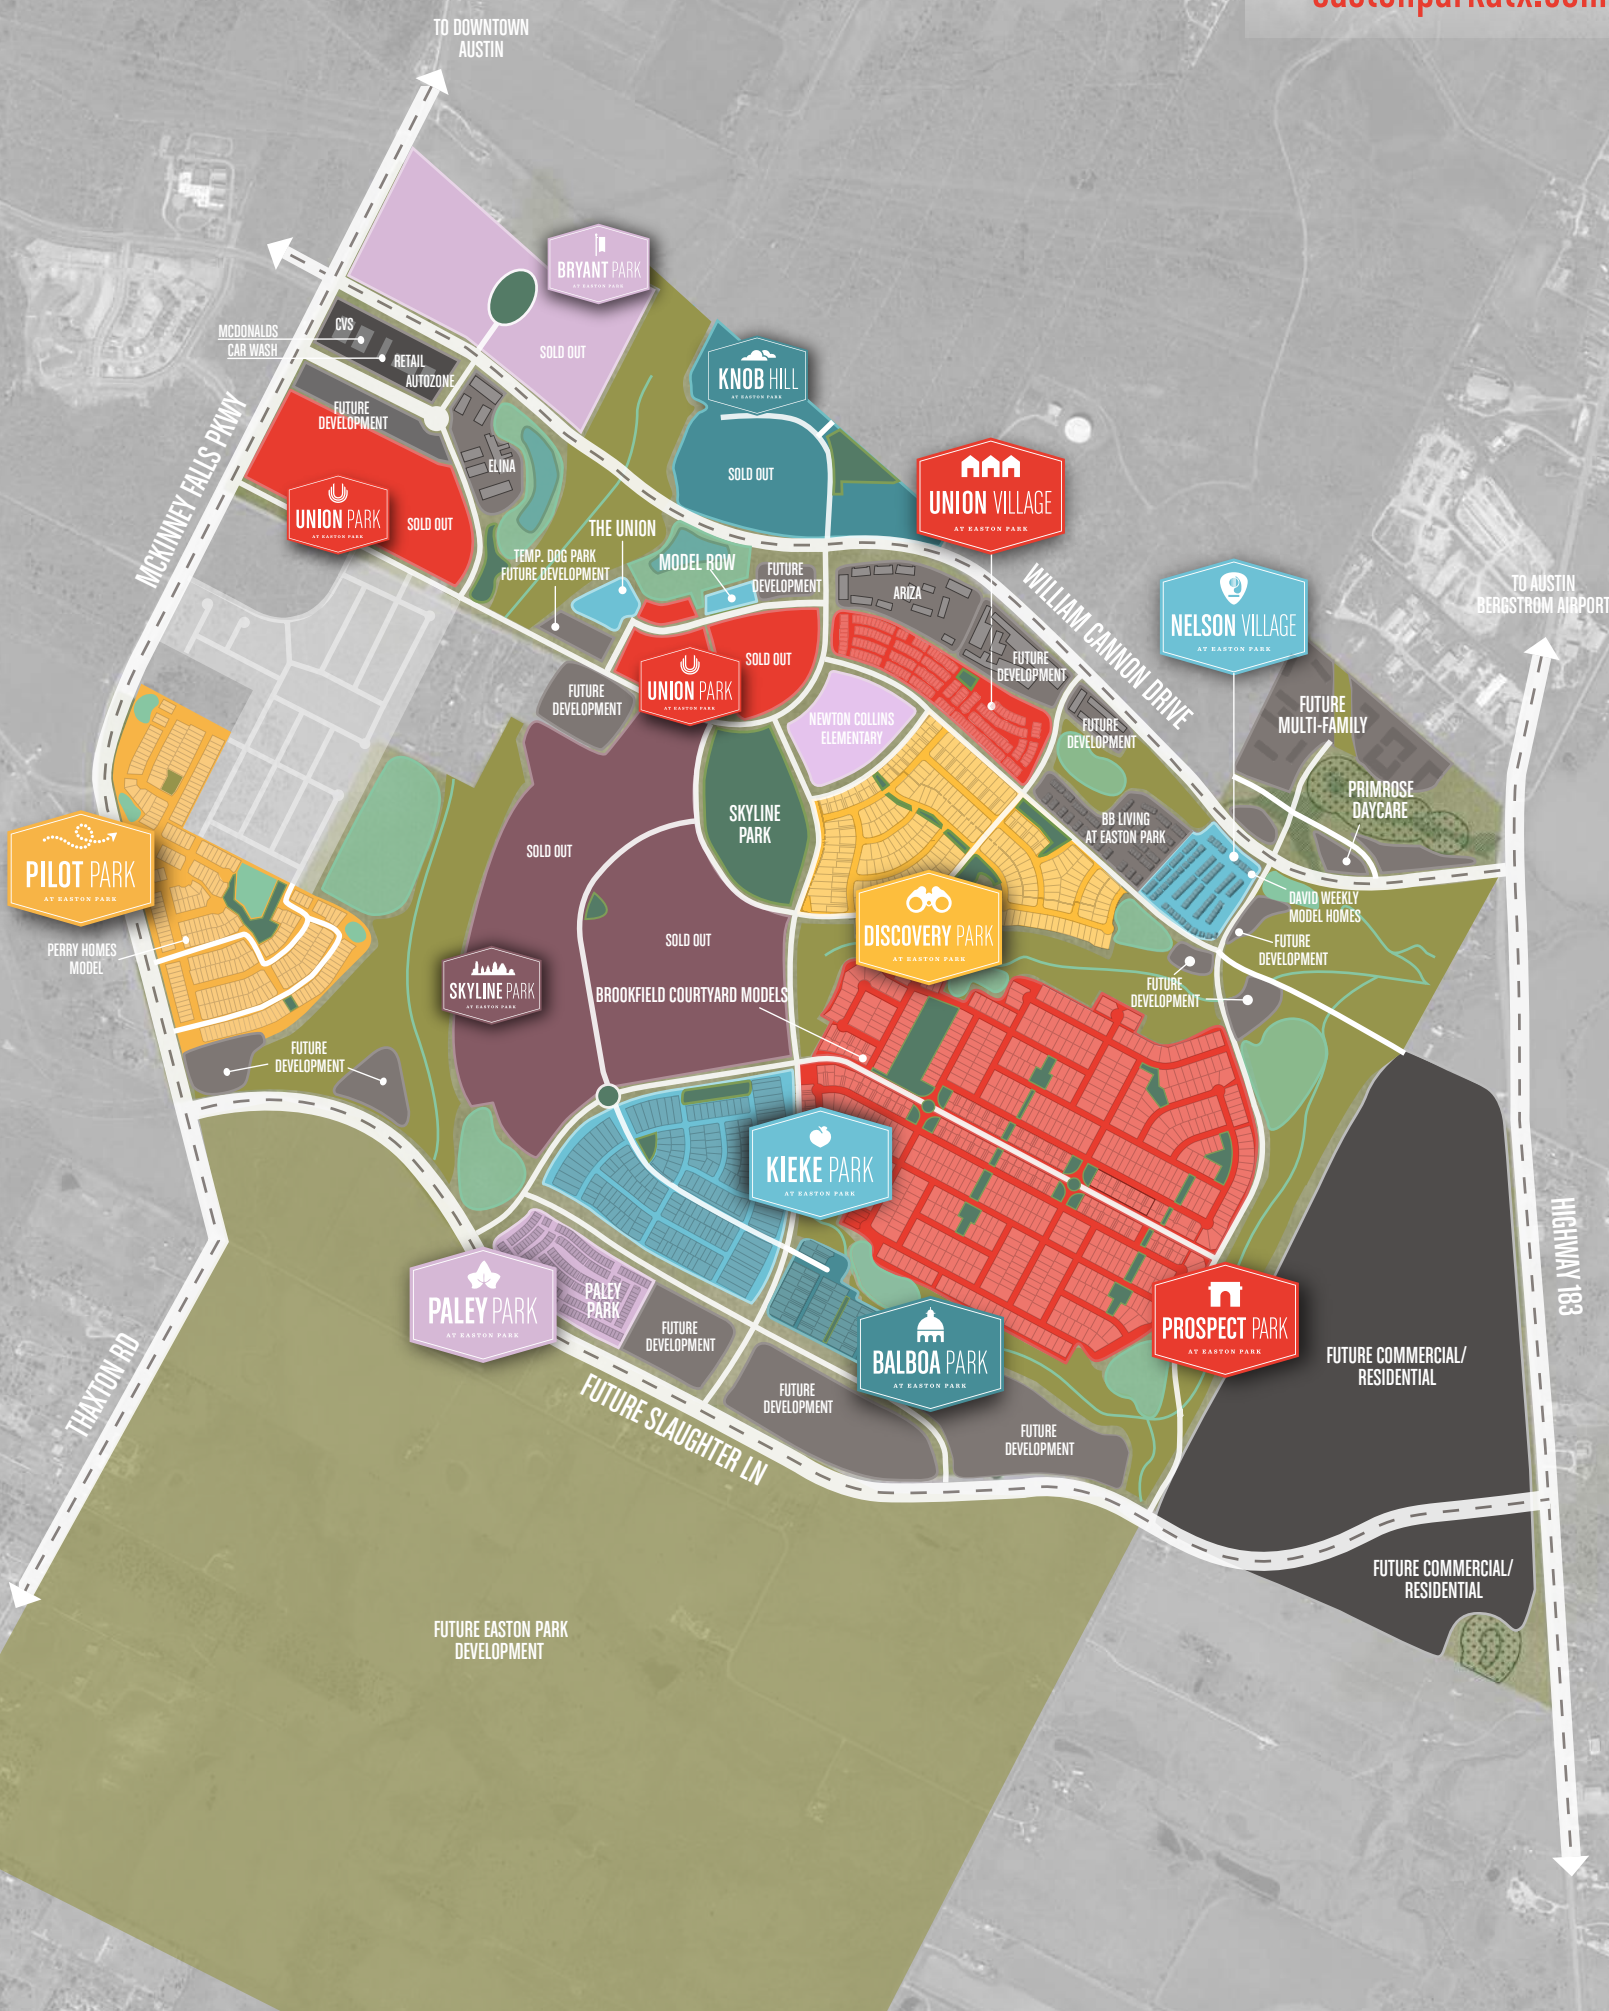 eastonparkatx.com
TO DOWNTOWN
AUSTIN
BRYANT PARK
AT EASTON PARK
SOLD OUT
MCDONALDS
CAR WASH
CVS
RETAIL
AUTOZONE
KNOB HILL
AT EASTON PARK
SOLD OUT
FUTURE
DEVELOPMENT
MCKINNEY FALLS PKWY
ELINA
UNION PARK
AT EASTON PARK
SOLD OUT
UNION VILLAGE
AT EASTON PARK
THE UNION
TEMP. DOG PARK
FUTURE DEVELOPMENT
MODEL ROW
FUTURE
DEVELOPMENT
ARIZA
WILLIAM CANNON DRIVE
NELSON VILLAGE
AT EASTON PARK
TO AUSTIN
BERGSTROM AIRPORT
UNION PARK
AT EASTON PARK
SOLD OUT
FUTURE
DEVELOPMENT
FUTURE
DEVELOPMENT
FUTURE
DEVELOPMENT
NEWTON COLLINS
ELEMENTARY
FUTURE
MULTI-FAMILY
PRIMROSE
DAYCARE
SKYLINE
PARK
BB LIVING
AT EASTON PARK
SOLD OUT
PILOT PARK
AT EASTON PARK
PERRY HOMES
MODEL
DAVID WEEKLY
MODEL HOMES
DISCOVERY PARK
AT EASTON PARK
SOLD OUT
FUTURE
DEVELOPMENT
FUTURE
DEVELOPMENT
SKYLINE PARK
AT EASTON PARK
BROOKFIELD COURTYARD MODELS
FUTURE
DEVELOPMENT
KIEKE PARK
AT EASTON PARK
HIGHWAY 183
PALEY PARK
AT EASTON PARK
PALEY
PARK
FUTURE
DEVELOPMENT
BALBOA PARK
AT EASTON PARK
PROSPECT PARK
AT EASTON PARK
FUTURE COMMERCIAL/
RESIDENTIAL
THAXTON RD
FUTURE SLAUGHTER LN
FUTURE
DEVELOPMENT
FUTURE
DEVELOPMENT
FUTURE COMMERCIAL/
RESIDENTIAL
FUTURE EASTON PARK
DEVELOPMENT